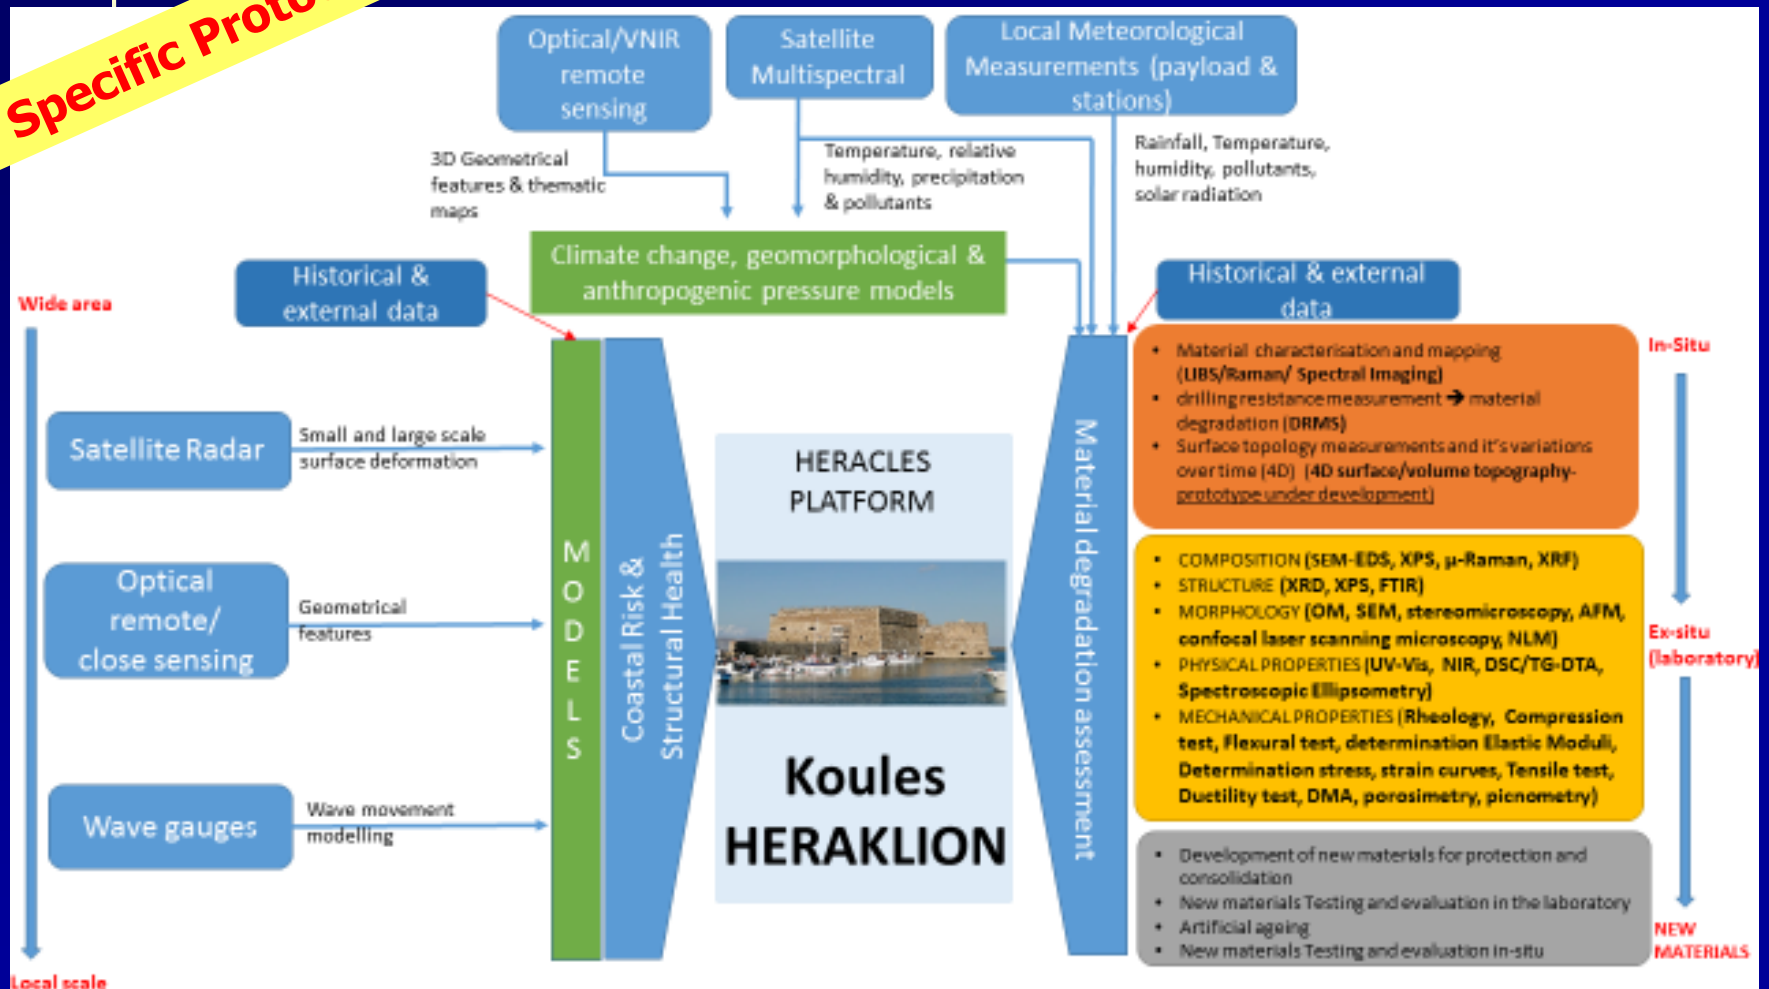 Specific
Optical/VNIR
remote
sensing
Satellite
Multispectral
Local Meteorological
Measurements (payload &
stations)
3D Geometrical
features & thematic
maps
Temperature, relative
humidity, precipitation
& pollutants
Rainfall, Temperature,
humidity, pollutants,
solar radiation
Climate change, geomorphological &
anthropogenic pressure models
Historical &
external data
Historical & external
data
Wide area
Satellite Radar
Small and large scale
surface deformation
Optical
remote/
close sensing
Geometrical
features
Wave gauges
Wave movement
modelling
Local scale
MODELS
Coastal Risk &
Structural Health
HERACLES
PLATFORM
Koules
HERAKLION
Material degradation assessment
• Material characterisation and mapping
(LIBS/Raman/ Spectral Imaging)
• drilling resistance measurement → material
degradation (DRMS)
• Surface topology measurements and it's variations
over time (4D) (4D surface/volume topography-
prototype under development)
• COMPOSITION (SEM-EDS, XPS, μ-Raman, XRF)
• STRUCTURE (XRD, XPS, FTIR)
• MORPHOLOGY (OM, SEM, stereomicroscopy, AFM,
confocal laser scanning microscopy, NLM)
• PHYSICAL PROPERTIES (UV-Vis, NIR, DSC/TG-DTA,
Spectroscopic Ellipsometry)
• MECHANICAL PROPERTIES (Rheology, Compression
test, Flexural test, determination Elastic Moduli,
Determination stress, strain curves, Tensile test,
Ductility test, DMA, porosimetry, picnometry)
• Development of new materials for protection and
consolidation
• New materials Testing and evaluation in the laboratory
• Artificial ageing
• New materials Testing and evaluation in-situ
In-Situ
Ex-situ
(laboratory)
NEW
MATERIALS